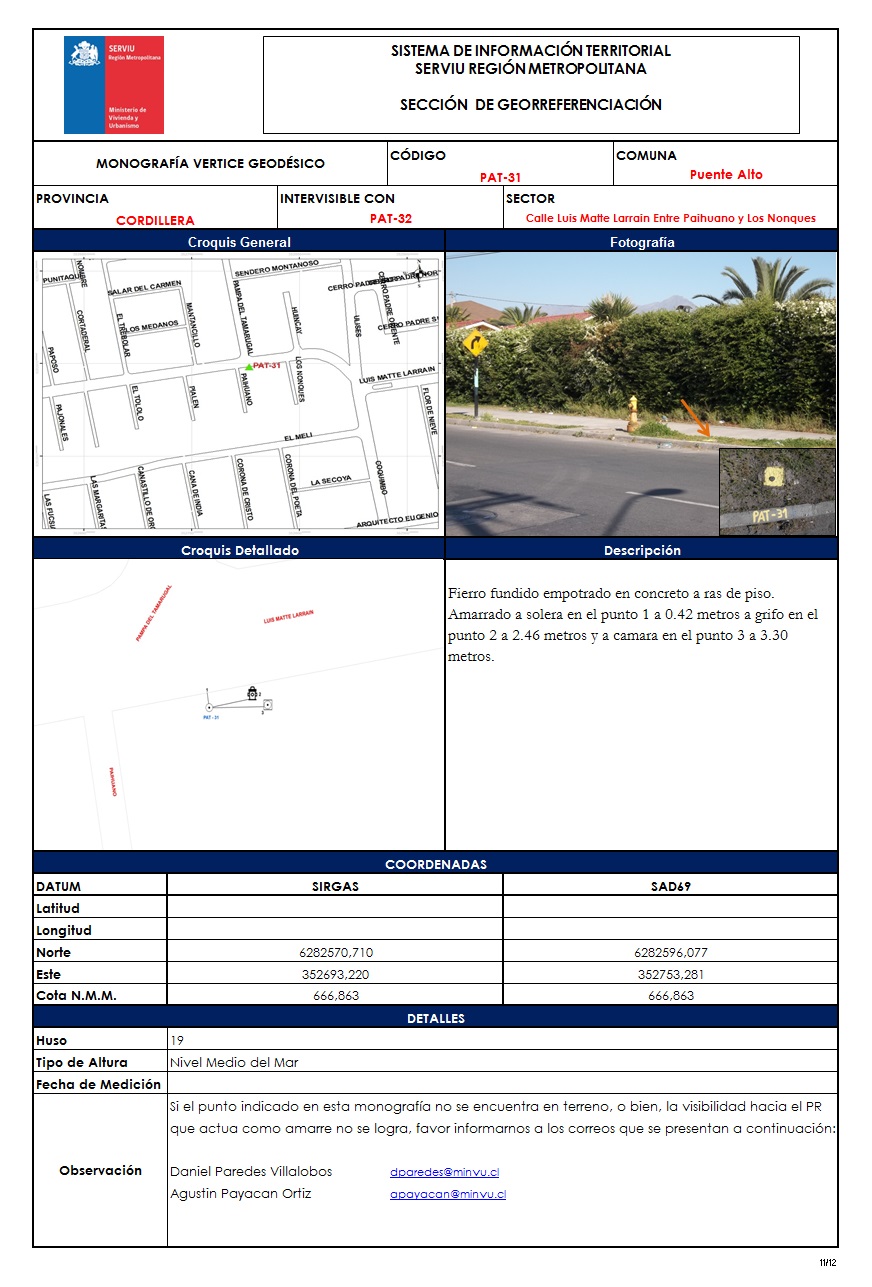 SERVIU
Región Metropolitana
Ministerio de
Vivienda y
Urbanismo
SISTEMA DE INFORMACIÓN TERRITORIAL
SERVIU REGIÓN METROPOLITANA
SECCIÓN DE GEORREFERENCIACIÓN
MONOGRAFÍA VERTICE GEODÉSICO
CÓDIGO
PAT-31
COMUNA
Puente Alto
PROVINCIA
CORDILLERA
INTERVISIBLE CON
PAT-32
SECTOR
Calle Luis Matte Larrain Entre Paihuano y Los Nonques
Croquis General
Fotografía
PUNITAQUI
NOMBRE
SALAR DEL CARMEN
SENDERO MONTANOSO
CERRO PADRE
CORTADERAL
EL TREBOLAR
LOS MEDANOS
MANTANCILLO
PAMPA DEL TAMARUGAL
HUINCAY
ULISES
PAPOSO
PAT-31
PAJONALES
EL TOLOLO
PIALEN
PAIHUANO
LOS NONQUES
LUIS MATTE LARRAIN
FLOR DE NIEVE
EL MELI
LAS FUCSI
LAS MARGARITA
CANASTILLO DE ORO
CANA DE INDIA
CORONA DE CRISTO
CORONA DEL POETA
LA SECOYA
COQUIMBO
ARQUITECTO EUGENIO
PAT-31
Croquis Detallado
Descripción
PAMPA DEL TAMARUGAL
LUIS MATTE LARRAIN
1
2
3
PAT - 31
PAIHUANO
Fierro fundido empotrado en concreto a ras de piso.
Amarrado a solera en el punto 1 a 0.42 metros a grifo en el
punto 2 a 2.46 metros y a camara en el punto 3 a 3.30
metros.
COORDENADAS
DATUM SIRGAS SAD69
Latitud
Longitud
Norte 6282570,710 6282596,077
Este 352693,220 352753,281
Cota N.M.M. 666,863 666,863
DETALLES
Huso 19
Tipo de Altura Nivel Medio del Mar
Fecha de Medición
Observación
Si el punto indicado en esta monografía no se encuentra en terreno, o bien, la visibilidad hacia el PR
que actua como amarre no se logra, favor informarnos a los correos que se presentan a continuación:
Daniel Paredes Villalobos dparedes@minvu.cl
Agustin Payacan Ortiz apayacan@minvu.cl
11/12